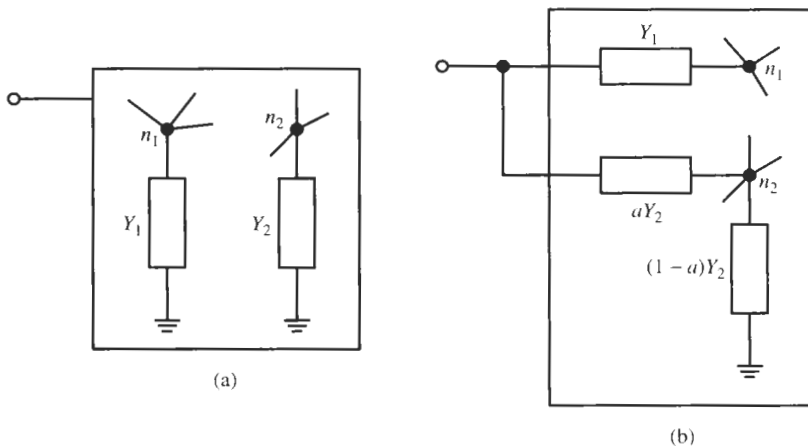 n₁
n₂
Y₁
Y₂
(a)
Y₁
n₁
aY₂
n₂
(1 − a)Y₂
(b)